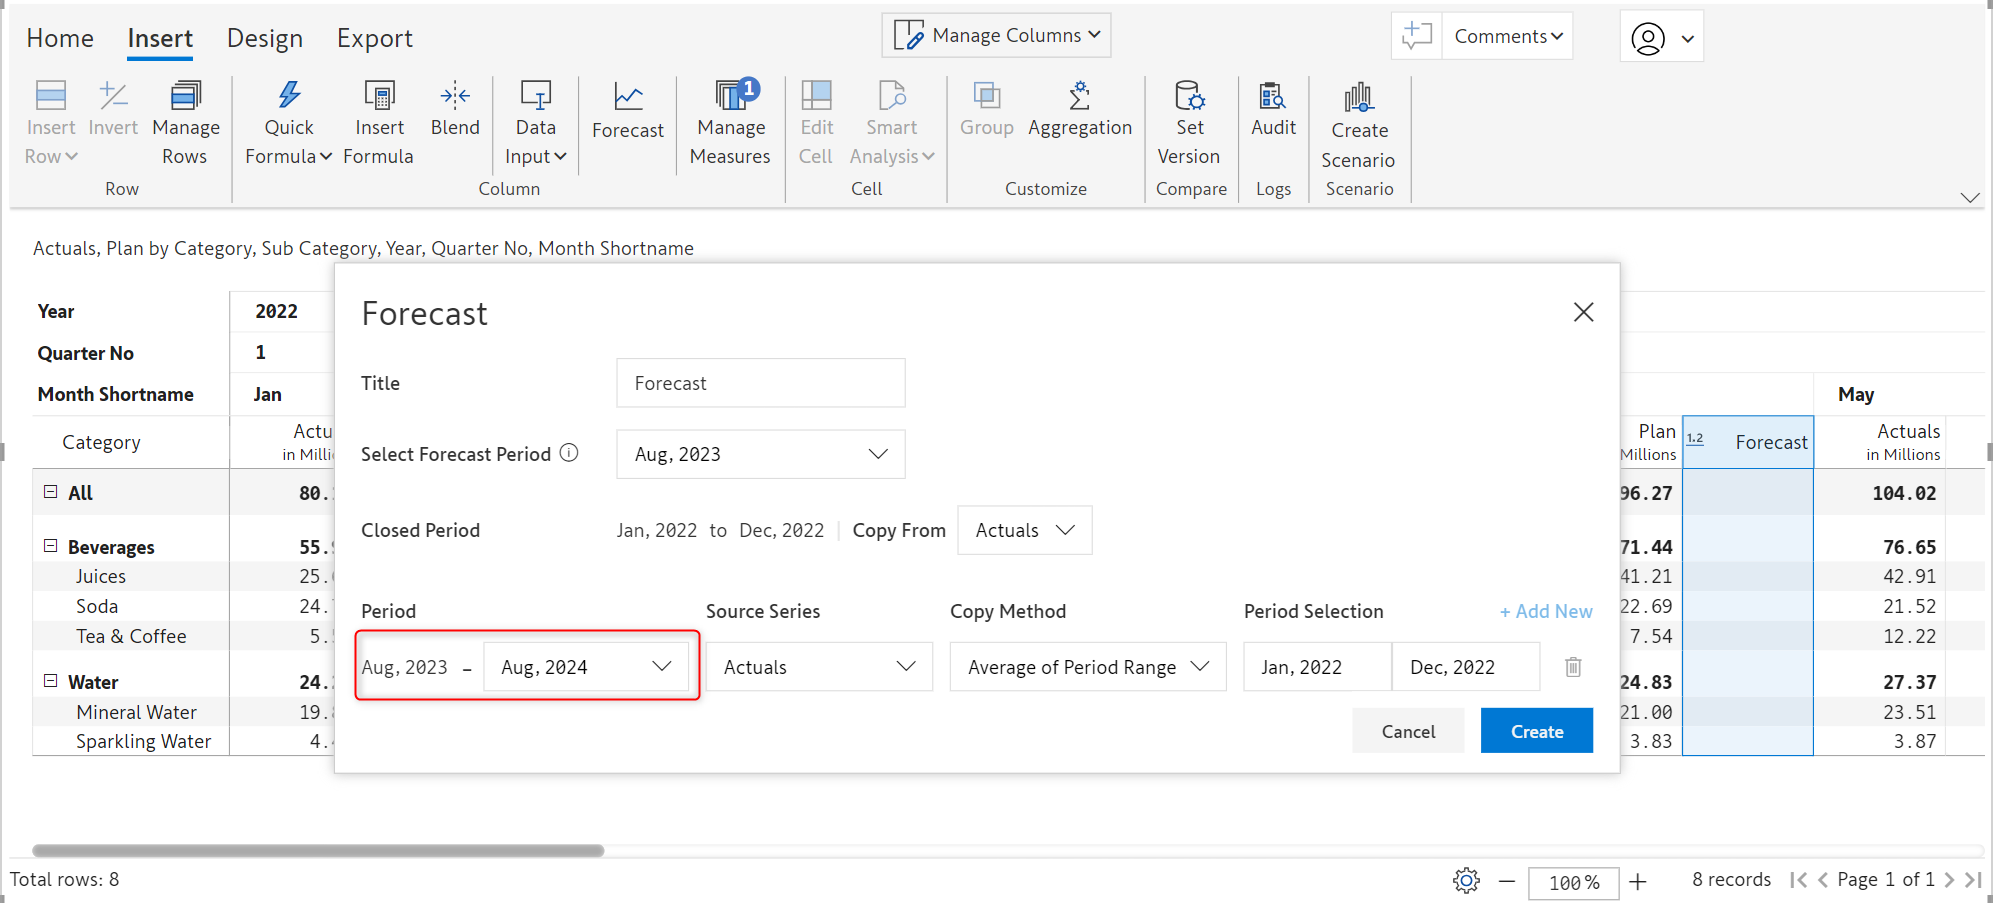 Home Insert Design Export Manage Columns Comments
1
Insert Row Invert Manage Rows Quick Formula Insert Formula Blend Data Input Forecast Manage Measures Edit Cell Smart Analysis Group Aggregation Set Version Audit Create Scenario
Row Column Cell Customize Compare Logs Scenario
Actuals, Plan by Category, Sub Category, Year, Quarter No, Month Shortname
Year 2022
Quarter No 1
Month Shortname Jan May
Category Plan 1.2 Forecast Actuals
Millions in Millions
All 80. 96.27 104.02
Beverages 55. 71.44 76.65
Juices 25. 41.21 42.91
Soda 24. 22.69 21.52
Tea & Coffee 5. 7.54 12.22
Water 24. 24.83 27.37
Mineral Water 19. 21.00 23.51
Sparkling Water 4. 3.83 3.87
Forecast
Title Forecast
Select Forecast Period Aug, 2023
Closed Period Jan, 2022 to Dec, 2022 Copy From Actuals
Period Source Series Copy Method Period Selection + Add New
Aug, 2023 – Aug, 2024 Actuals Average of Period Range Jan, 2022 Dec, 2022
Cancel Create
Total rows: 8 100% 8 records Page 1 of 1